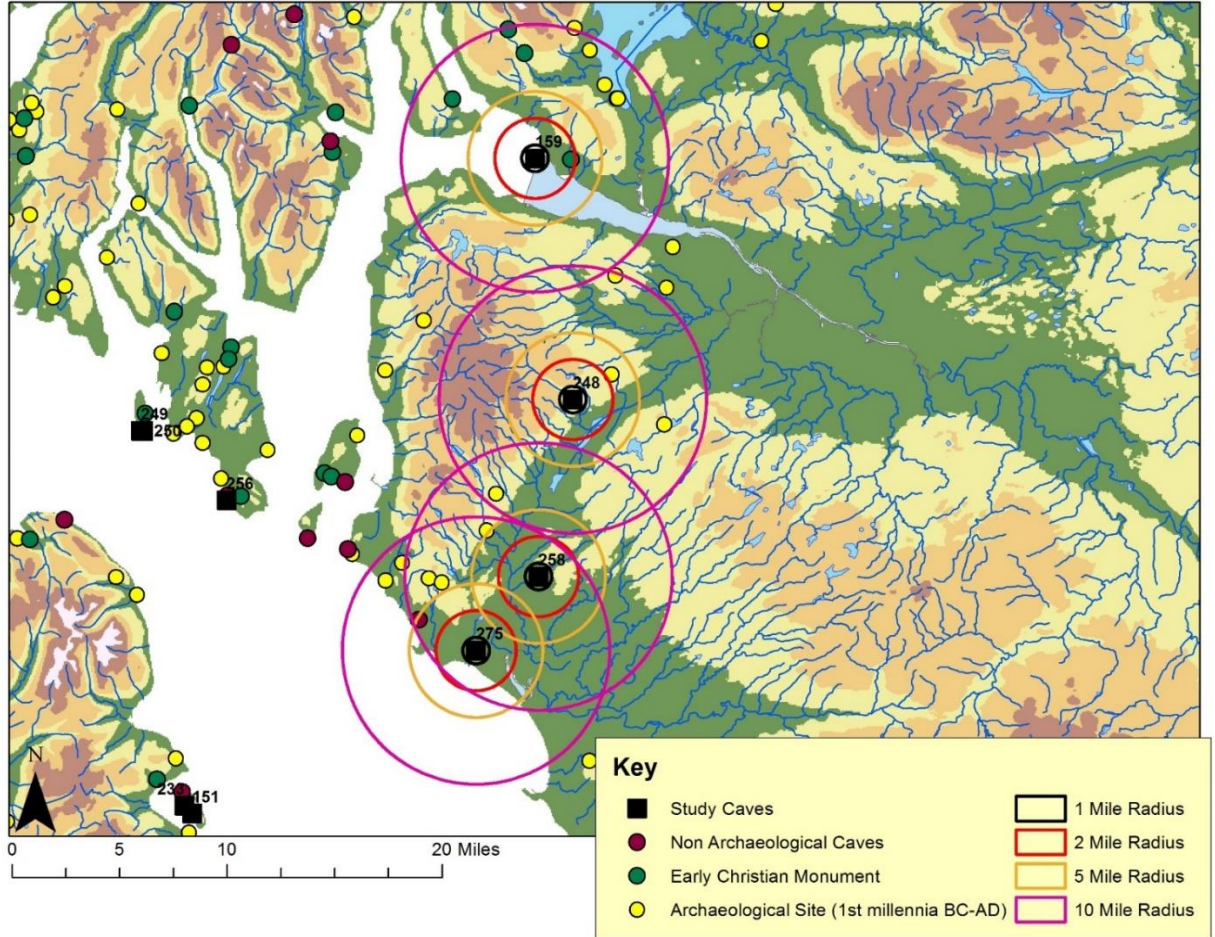 159
248
249
250
256
258
275
233
151
N
0 5 10 20 Miles
Key
Study Caves
Non Archaeological Caves
Early Christian Monument
Archaeological Site (1st millennia BC-AD)
1 Mile Radius
2 Mile Radius
5 Mile Radius
10 Mile Radius